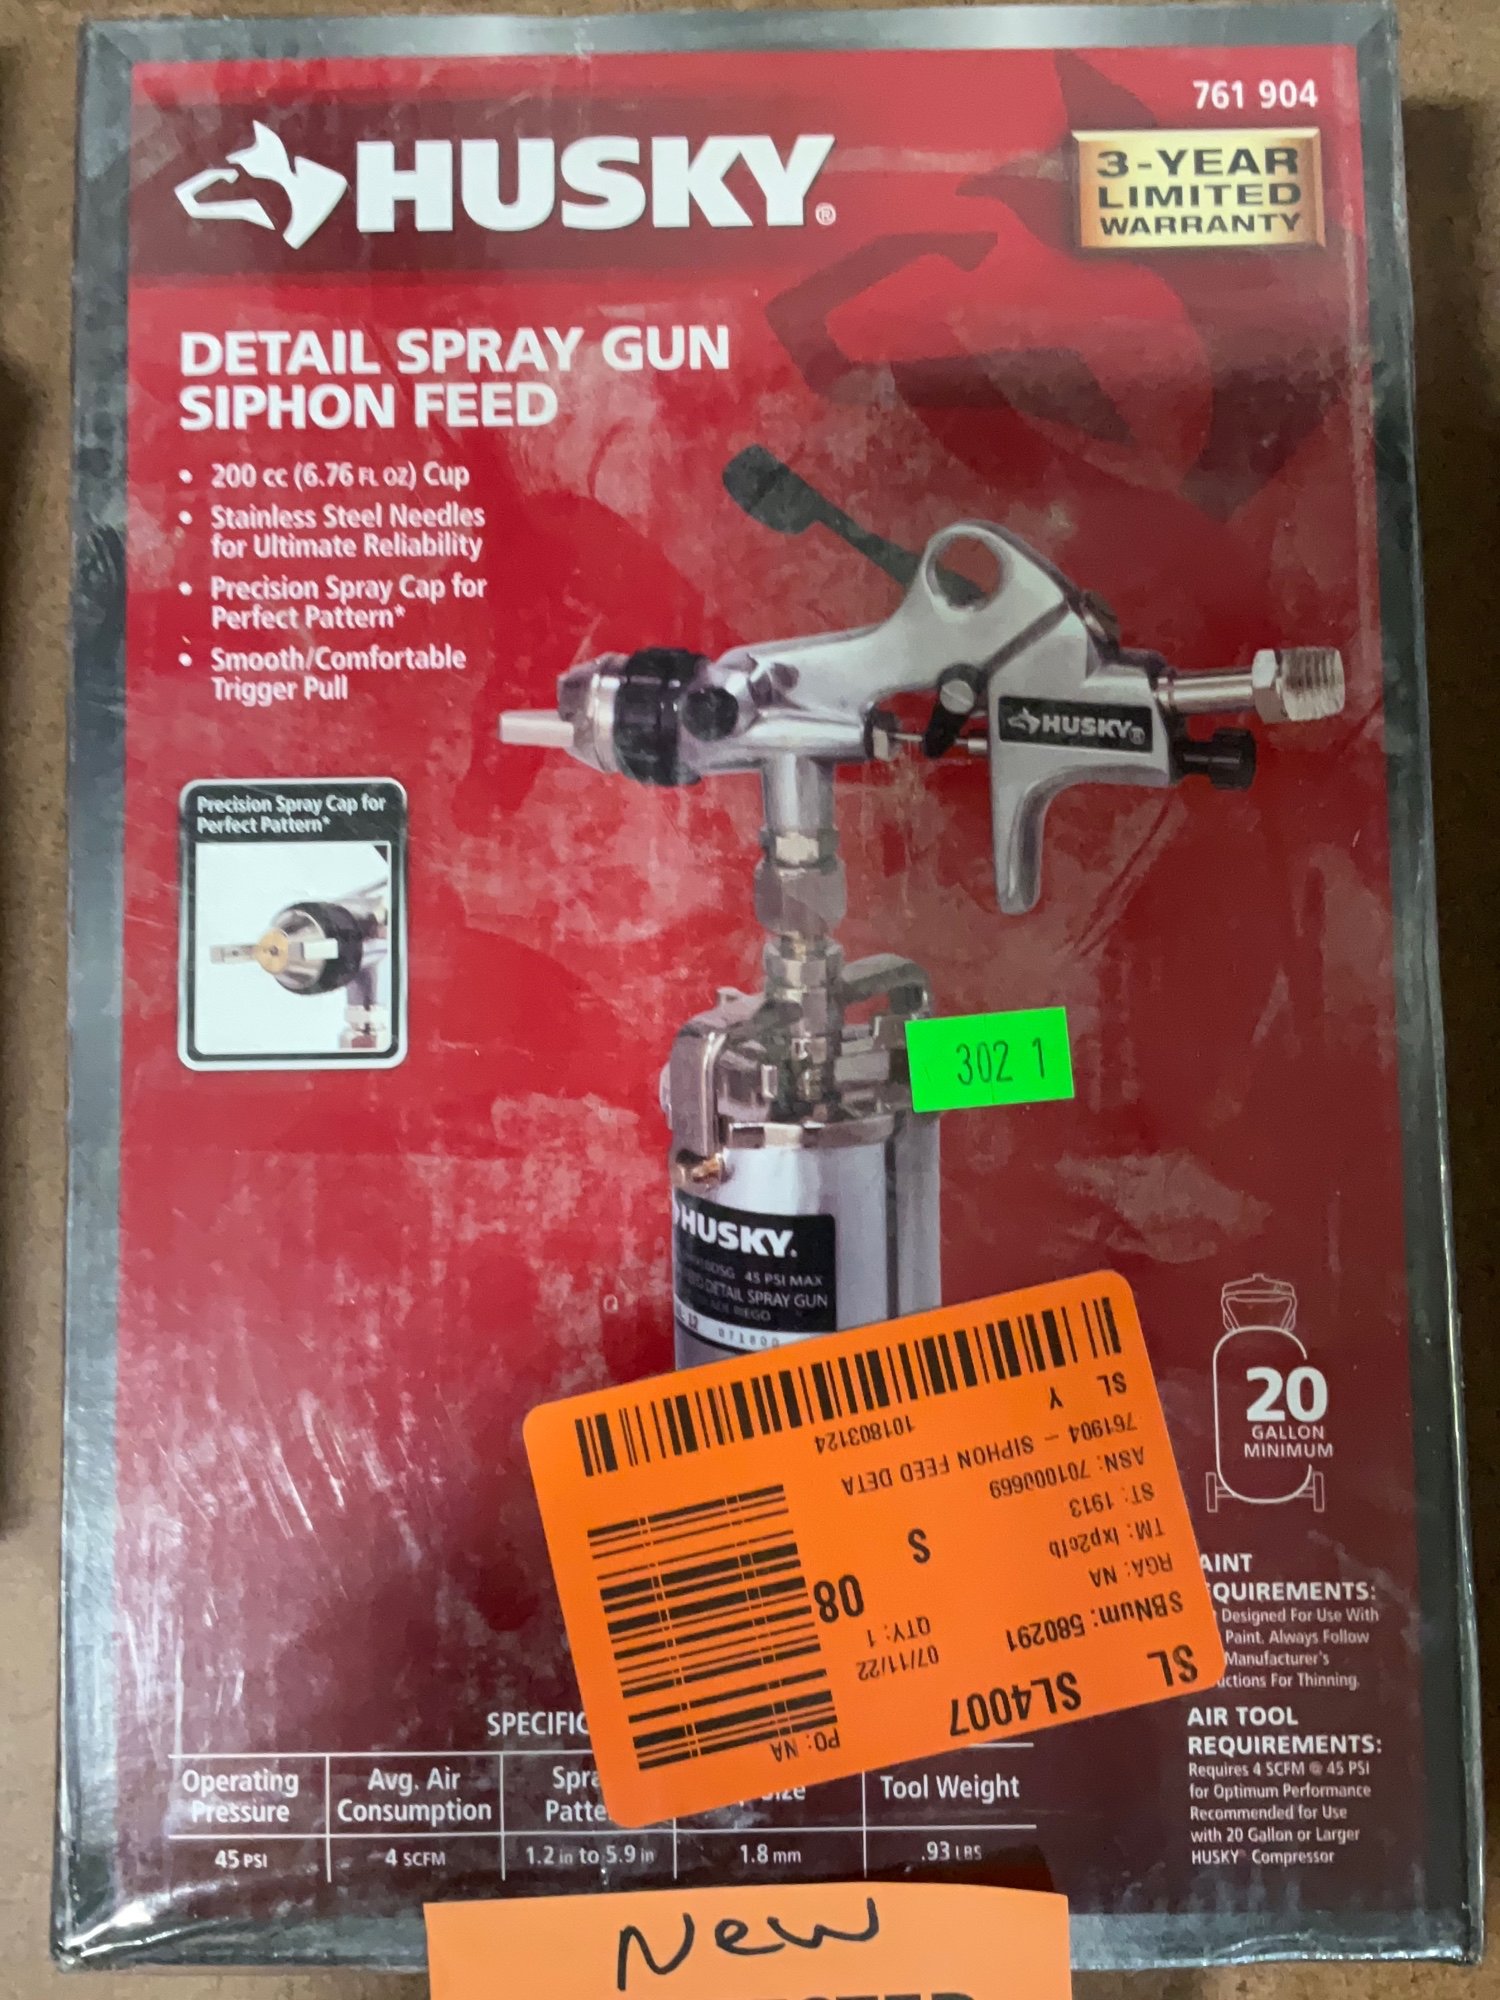 761 904
HUSKY®
3-YEAR
LIMITED
WARRANTY
DETAIL SPRAY GUN
SIPHON FEED
• 200 cc (6.76 FL OZ) Cup
• Stainless Steel Needles
for Ultimate Reliability
• Precision Spray Cap for
Perfect Pattern*
• Smooth/Comfortable
Trigger Pull
HUSKY®
Precision Spray Cap for
Perfect Pattern*
302 1
HUSKY.
45 PSI MAX
DETAIL SPRAY GUN
20
GALLON
MINIMUM
101803124
SL Y
761904 - SIPHON FEED DETA
ASN: 701000669
ST: 1913
TM: lxp2cfb
RGA: NA
SBNum: 580291
S
08
QTY: 1
07/11/22
SL SL4007
PO: NA
AINT
QUIREMENTS:
Designed For Use With
Paint. Always Follow
Manufacturer's
uctions For Thinning.
AIR TOOL
REQUIREMENTS:
Requires 4 SCFM @ 45 PSI
for Optimum Performance
Recommended for Use
with 20 Gallon or Larger
HUSKY Compressor
SPECIFIC
Operating
Pressure
Avg. Air
Consumption
Spra
Patte
Tool Weight
45 PSI
4 SCFM
1.2 in to 5.9 in
1.8 mm
.93 LBS
New